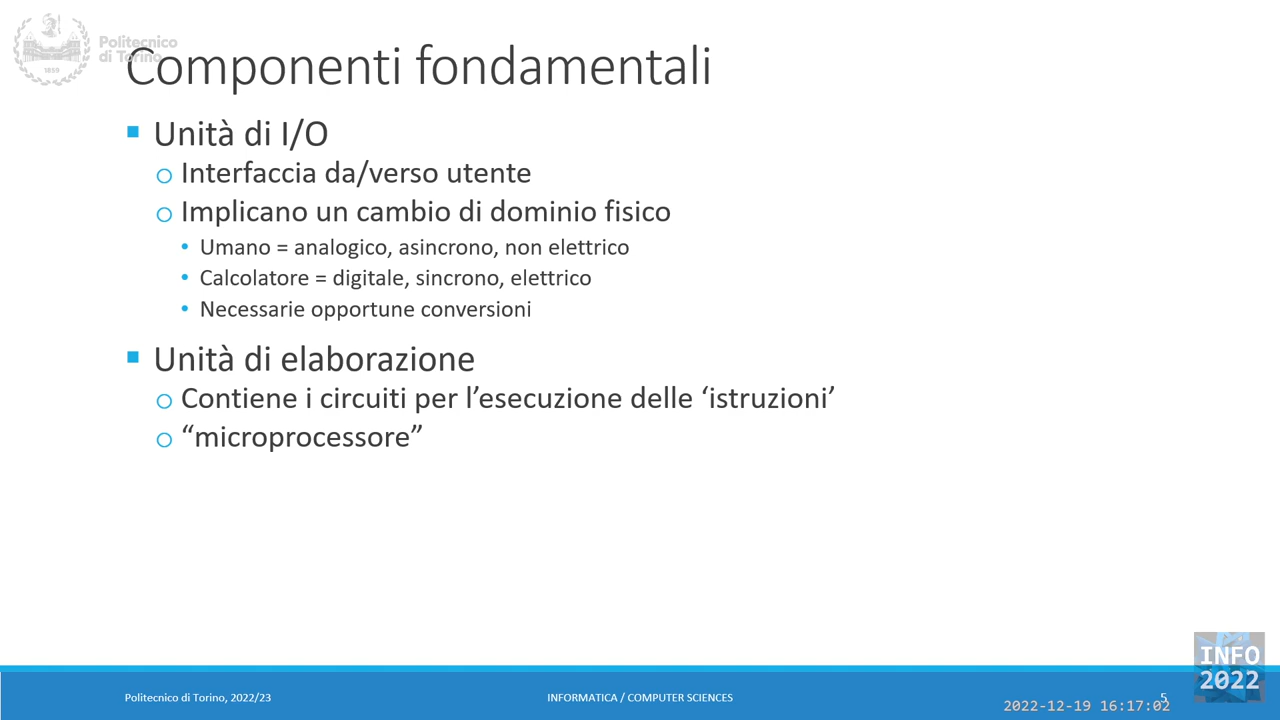 Politecnico
di Torino
1859
Componenti fondamentali
Unità di I/O
Interfaccia da/verso utente
Implicano un cambio di dominio fisico
Umano = analogico, asincrono, non elettrico
Calcolatore = digitale, sincrono, elettrico
Necessarie opportune conversioni
Unità di elaborazione
Contiene i circuiti per l’esecuzione delle ‘istruzioni’
“microprocessore”
Politecnico di Torino, 2022/23
INFORMATICA / COMPUTER SCIENCES
5
2022-12-19 16:17:02
INFO
2022